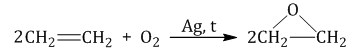 2CH₂=CH₂ + O₂ Ag, t 2CH₂ CH₂
O